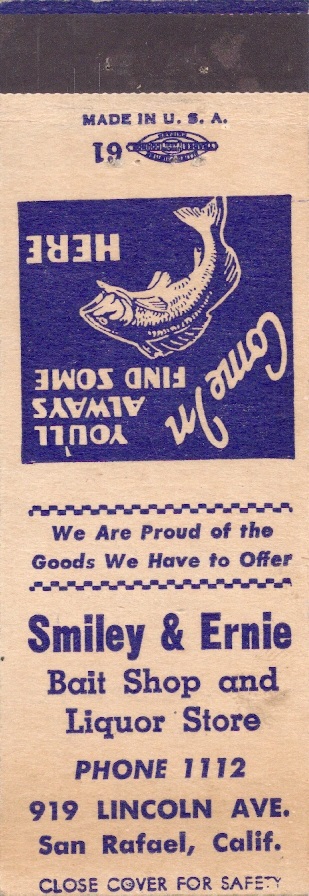 MADE IN U. S. A.
61
Come In
YOU'LL
ALWAYS
FIND SOME
HERE
We Are Proud of the
Goods We Have to Offer
Smiley & Ernie
Bait Shop and
Liquor Store
PHONE 1112
919 LINCOLN AVE.
San Rafael, Calif.
CLOSE COVER FOR SAFETY